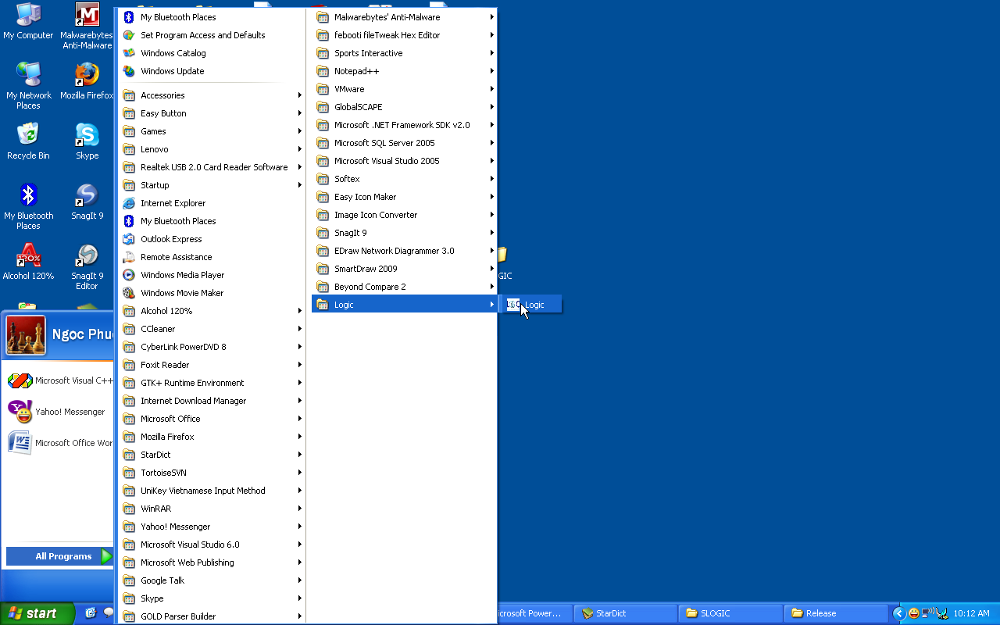 My Computer
Malwarebytes
Anti-Malware
My Network
Places
Mozilla Firefox
Recycle Bin
Skype
My Bluetooth
Places
SnagIt 9
Alcohol 120%
SnagIt 9
Editor
My Bluetooth Places
Set Program Access and Defaults
Windows Catalog
Windows Update
Accessories
Easy Button
Games
Lenovo
Realtek USB 2.0 Card Reader Software
Startup
Internet Explorer
My Bluetooth Places
Outlook Express
Remote Assistance
Windows Media Player
Windows Movie Maker
Alcohol 120%
CCleaner
CyberLink PowerDVD 8
Foxit Reader
GTK+ Runtime Environment
Internet Download Manager
Microsoft Office
Mozilla Firefox
StarDict
TortoiseSVN
UniKey Vietnamese Input Method
WinRAR
Yahoo! Messenger
Microsoft Visual Studio 6.0
Microsoft Web Publishing
Google Talk
Skype
GOLD Parser Builder
Malwarebytes' Anti-Malware
febooti fileTweak Hex Editor
Sports Interactive
Notepad++
VMware
GlobalSCAPE
Microsoft .NET Framework SDK v2.0
Microsoft SQL Server 2005
Microsoft Visual Studio 2005
Softex
Easy Icon Maker
Image Icon Converter
SnagIt 9
EDraw Network Diagrammer 3.0
SmartDraw 2009
Beyond Compare 2
Logic
Logic
GIC
Ngoc Phu
Microsoft Visual C++
Yahoo! Messenger
Microsoft Office Wor
All Programs
start
icrosoft Power...
StarDict
SLOGIC
Release
10:12 AM